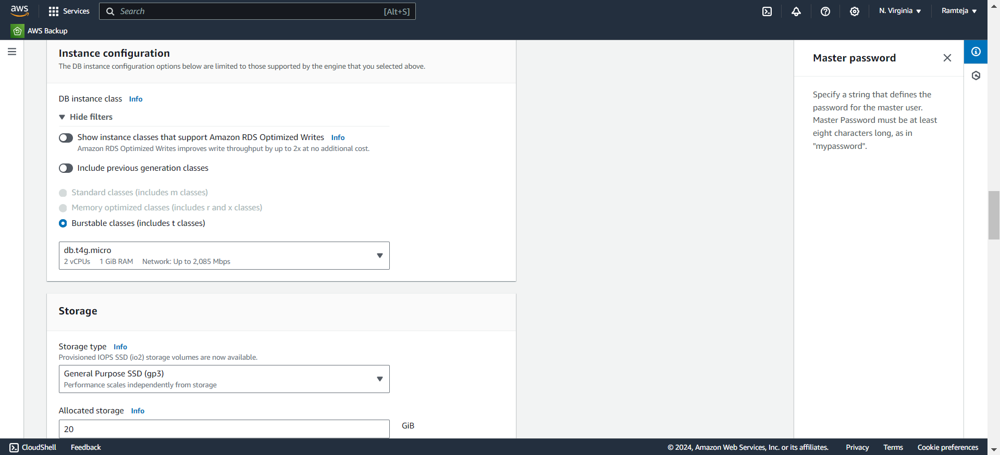 aws
Services
Search
[Alt+S]
N. Virginia
Ramteja
AWS Backup
Instance configuration
The DB instance configuration options below are limited to those supported by the engine that you selected above.
DB instance class Info
Hide filters
Show instance classes that support Amazon RDS Optimized Writes Info
Amazon RDS Optimized Writes improves write throughput by up to 2x at no additional cost.
Include previous generation classes
Standard classes (includes m classes)
Memory optimized classes (includes r and x classes)
Burstable classes (includes t classes)
db.t4g.micro
2 vCPUs 1 GiB RAM Network: Up to 2,085 Mbps
Storage
Storage type Info
Provisioned IOPS SSD (io2) storage volumes are now available.
General Purpose SSD (gp3)
Performance scales independently from storage
Allocated storage Info
20
GiB
Master password
Specify a string that defines the
password for the master user.
Master Password must be at least
eight characters long, as in
"mypassword".
CloudShell
Feedback
© 2024, Amazon Web Services, Inc. or its affiliates.
Privacy
Terms
Cookie preferences